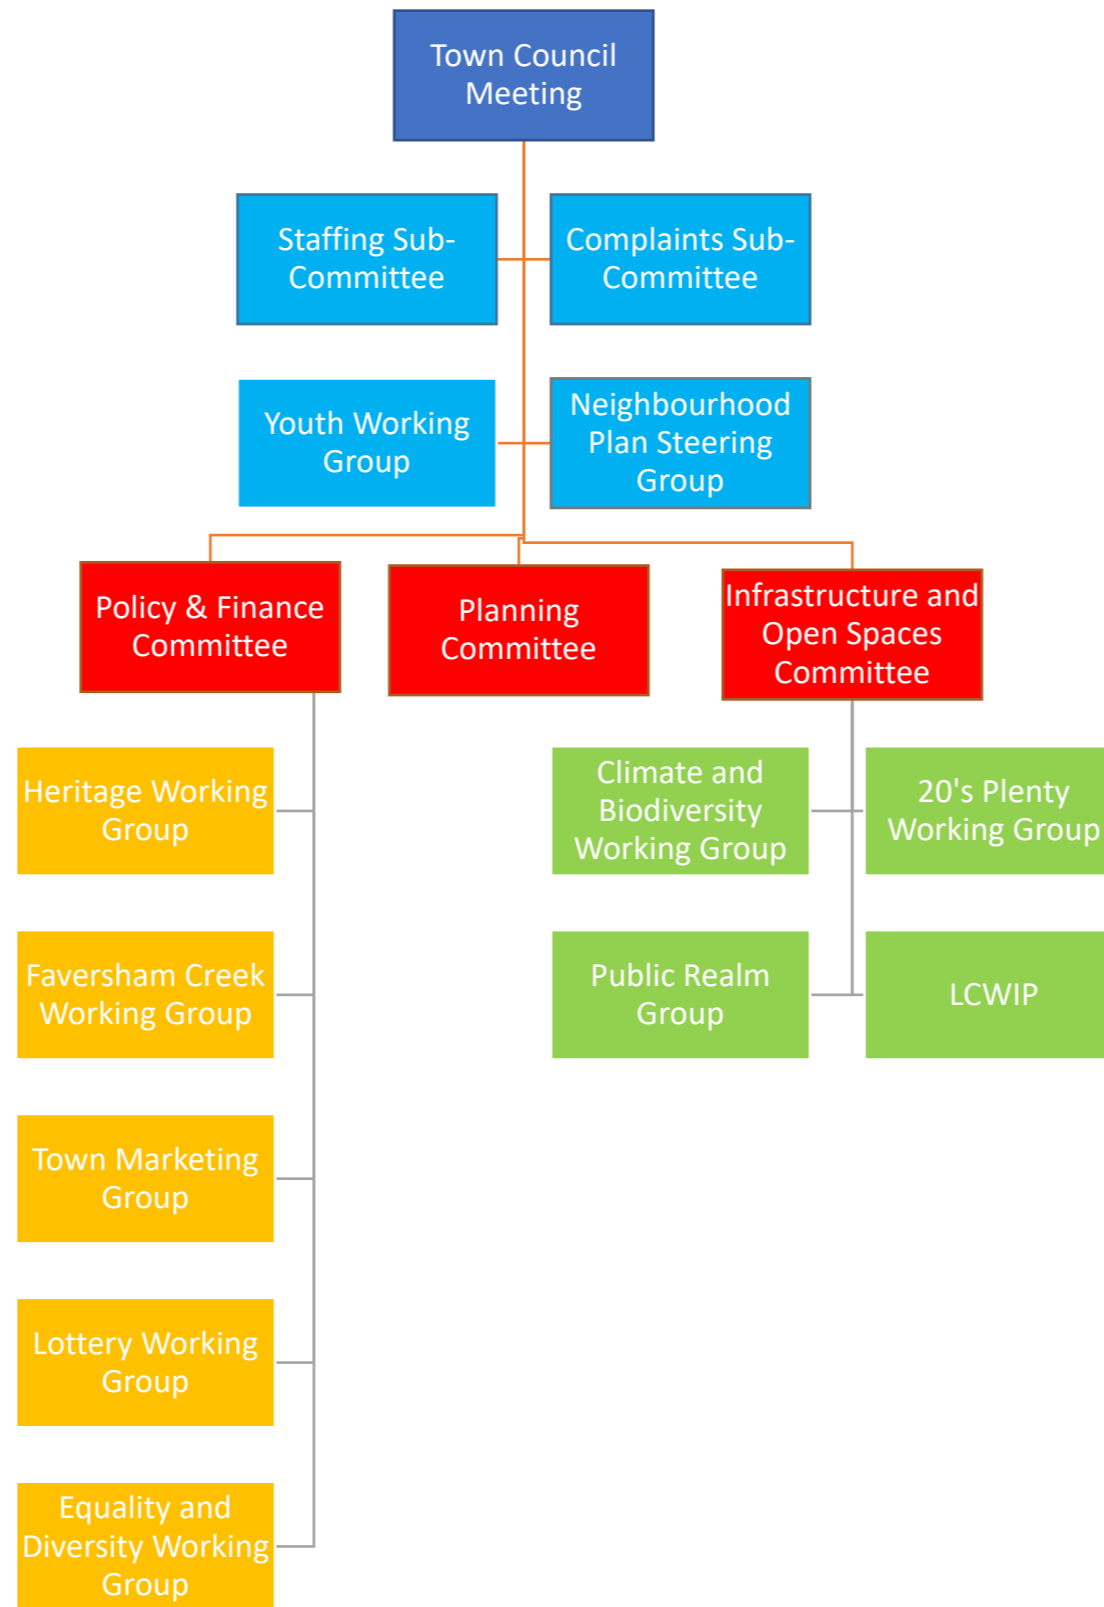 Town Council
Meeting
Staffing Sub-
Committee
Complaints Sub-
Committee
Youth Working
Group
Neighbourhood
Plan Steering
Group
Policy & Finance
Committee
Planning
Committee
Infrastructure and
Open Spaces
Committee
Heritage Working
Group
Climate and
Biodiversity
Working Group
20's Plenty
Working Group
Faversham Creek
Working Group
Public Realm
Group
LCWIP
Town Marketing
Group
Lottery Working
Group
Equality and
Diversity Working
Group